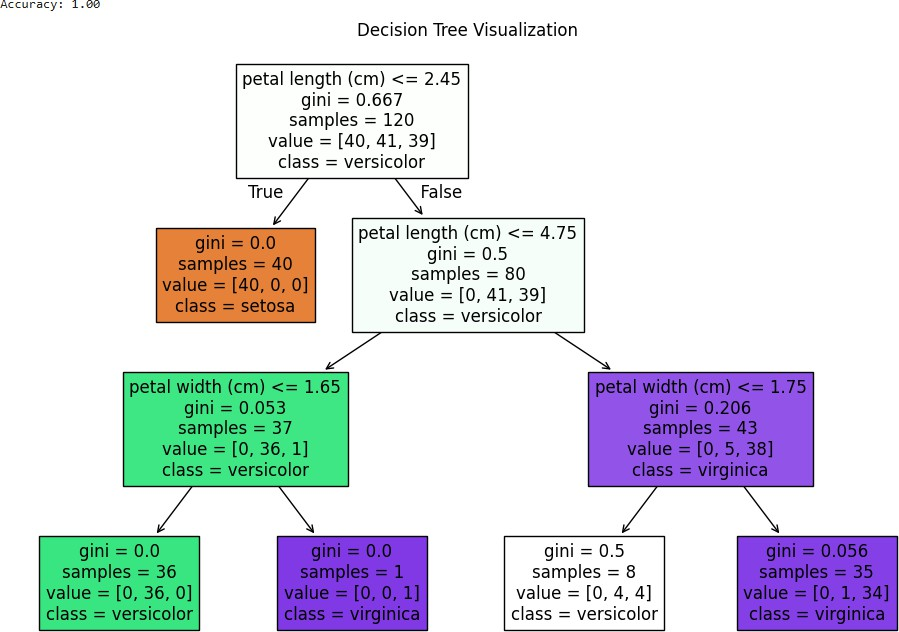 Accuracy: 1.00
Decision Tree Visualization
petal length (cm) <= 2.45
gini = 0.667
samples = 120
value = [40, 41, 39]
class = versicolor
True
False
gini = 0.0
samples = 40
value = [40, 0, 0]
class = setosa
petal length (cm) <= 4.75
gini = 0.5
samples = 80
value = [0, 41, 39]
class = versicolor
petal width (cm) <= 1.65
gini = 0.053
samples = 37
value = [0, 36, 1]
class = versicolor
petal width (cm) <= 1.75
gini = 0.206
samples = 43
value = [0, 5, 38]
class = virginica
gini = 0.0
samples = 36
value = [0, 36, 0]
class = versicolor
gini = 0.0
samples = 1
value = [0, 0, 1]
class = virginica
gini = 0.5
samples = 8
value = [0, 4, 4]
class = versicolor
gini = 0.056
samples = 35
value = [0, 1, 34]
class = virginica